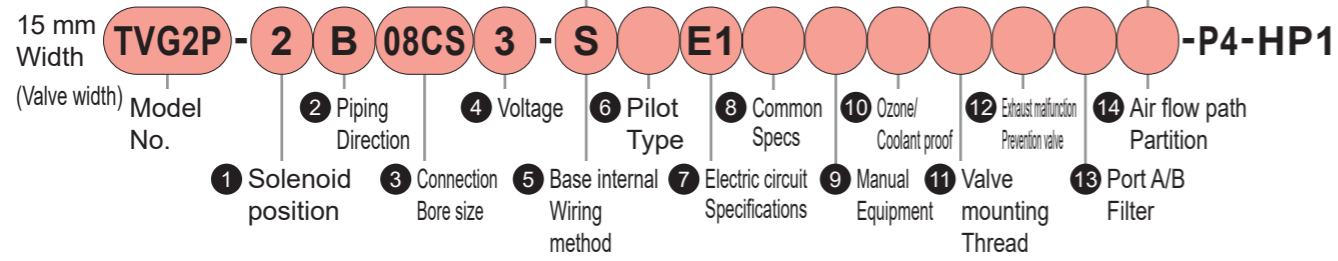 15 mm
Width
(Valve width)
TVG2P - 2 B 08CS 3 - S E1 -P4-HP1
Model
No.
2 Piping
Direction
4 Voltage
6 Pilot
Type
8 Common
Specs
10 Ozone/
Coolant proof
12 Exhaust malfunction
Prevention valve
14 Air flow path
Partition
1 Solenoid
position
3 Connection
Bore size
5 Base internal
Wiring
method
7 Electric circuit
Specifications
9 Manual
Equipment
11 Valve
mounting
Thread
13 Port A/B
Filter